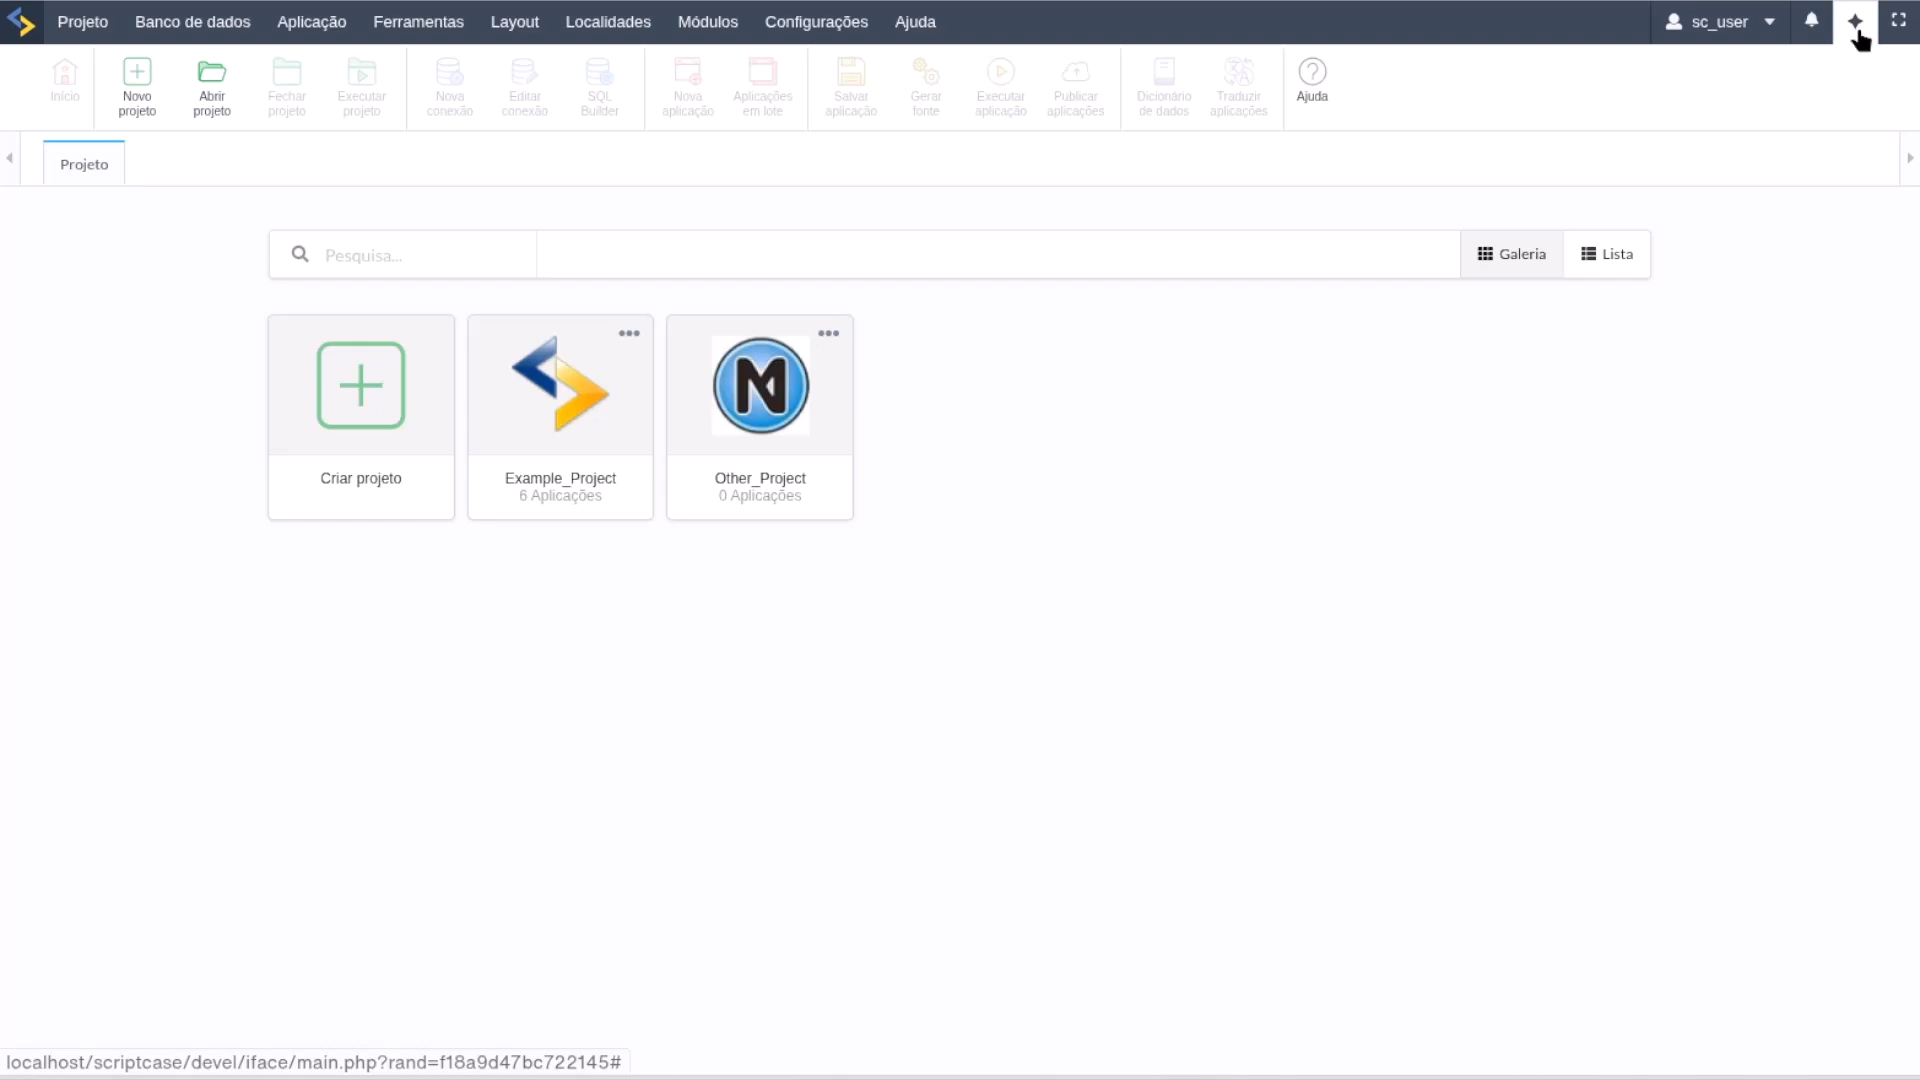 Projeto Banco de dados Aplicação Ferramentas Layout Localidades Módulos Configurações Ajuda sc_user
Início
Novo projeto
Abrir projeto
Fechar projeto
Executar projeto
Nova conexão
Editar conexão
SQL Builder
Nova aplicação
Aplicações em lote
Salvar aplicação
Gerar fonte
Executar aplicação
Publicar aplicações
Dicionário de dados
Traduzir aplicações
Ajuda
Projeto
Pesquisa...
Galeria
Lista
Criar projeto
Example_Project
6 Aplicações
Other_Project
0 Aplicações
localhost/scriptcase/devel/iface/main.php?rand=f18a9d47bc722145#